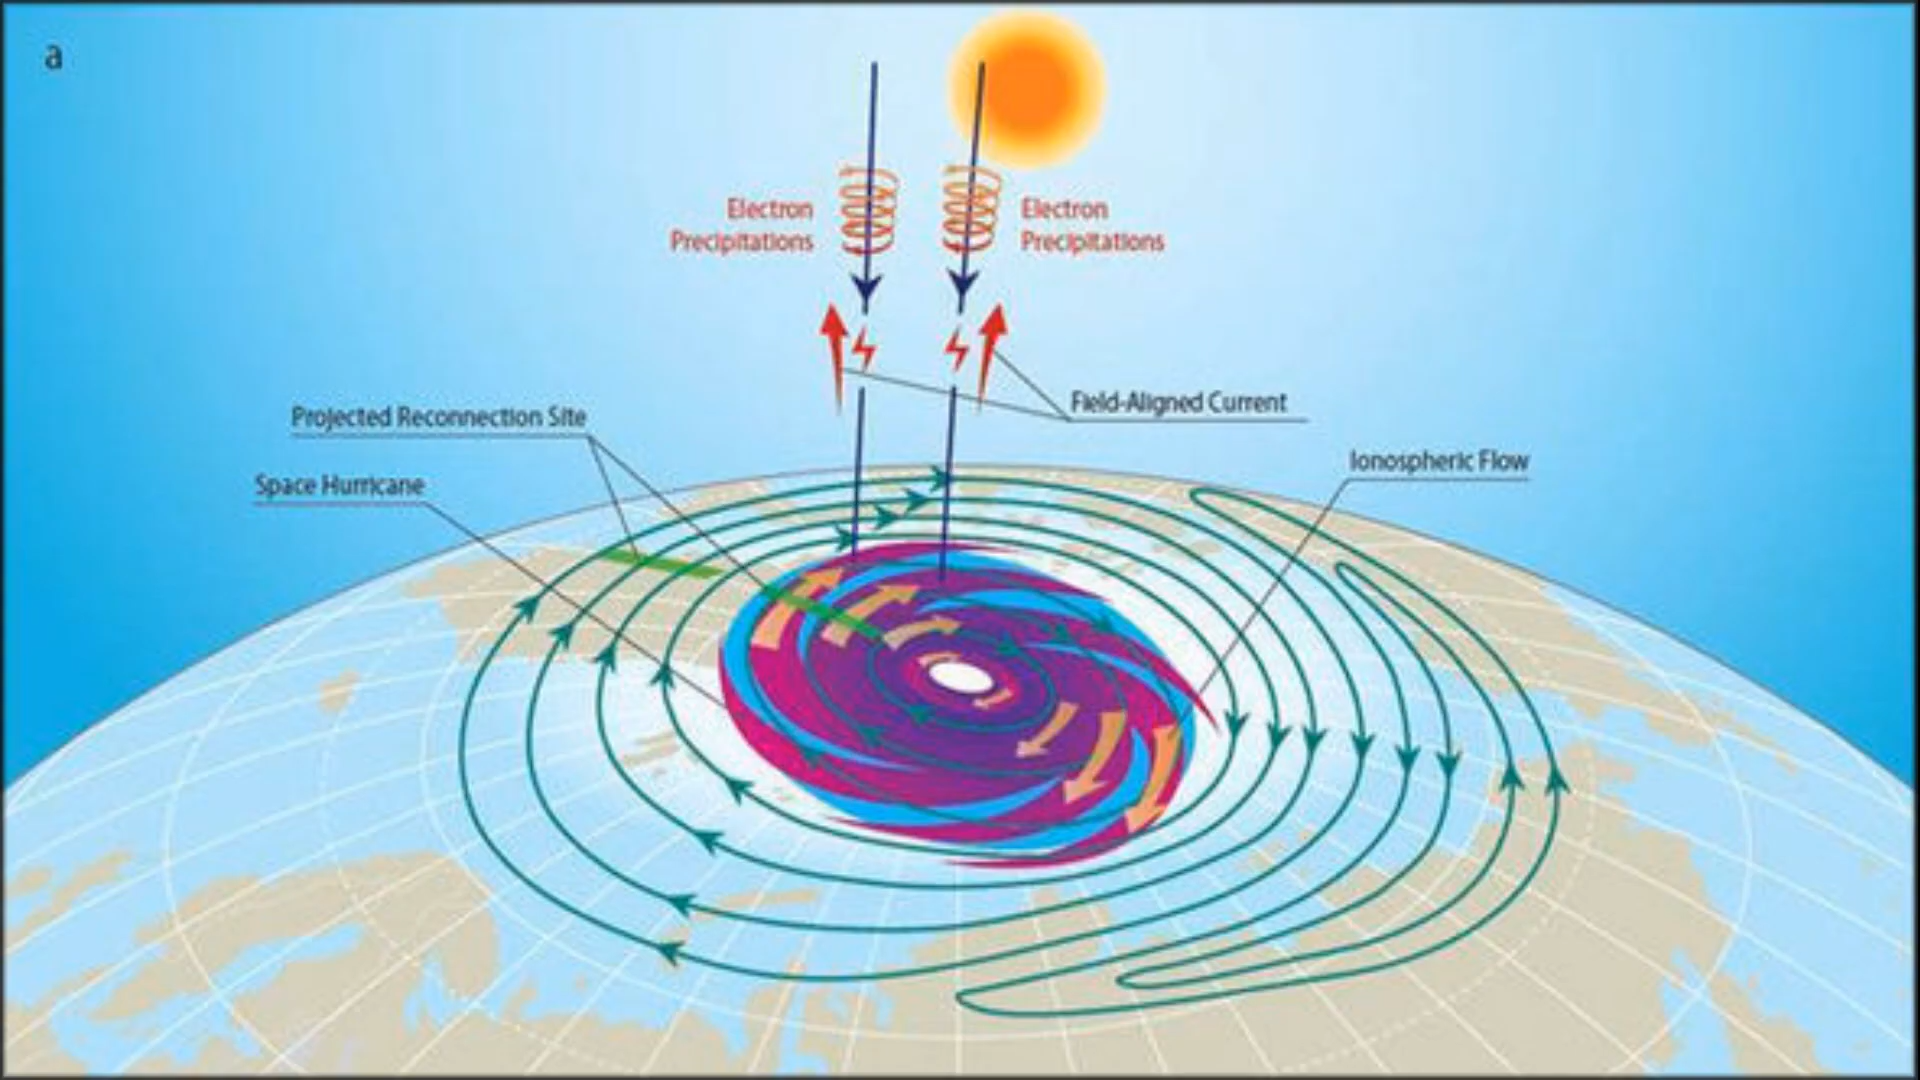 a
Electron
Precipitations
Electron
Precipitations
Field-Aligned Current
Projected Reconnection Site
Ionospheric Flow
Space Hurricane